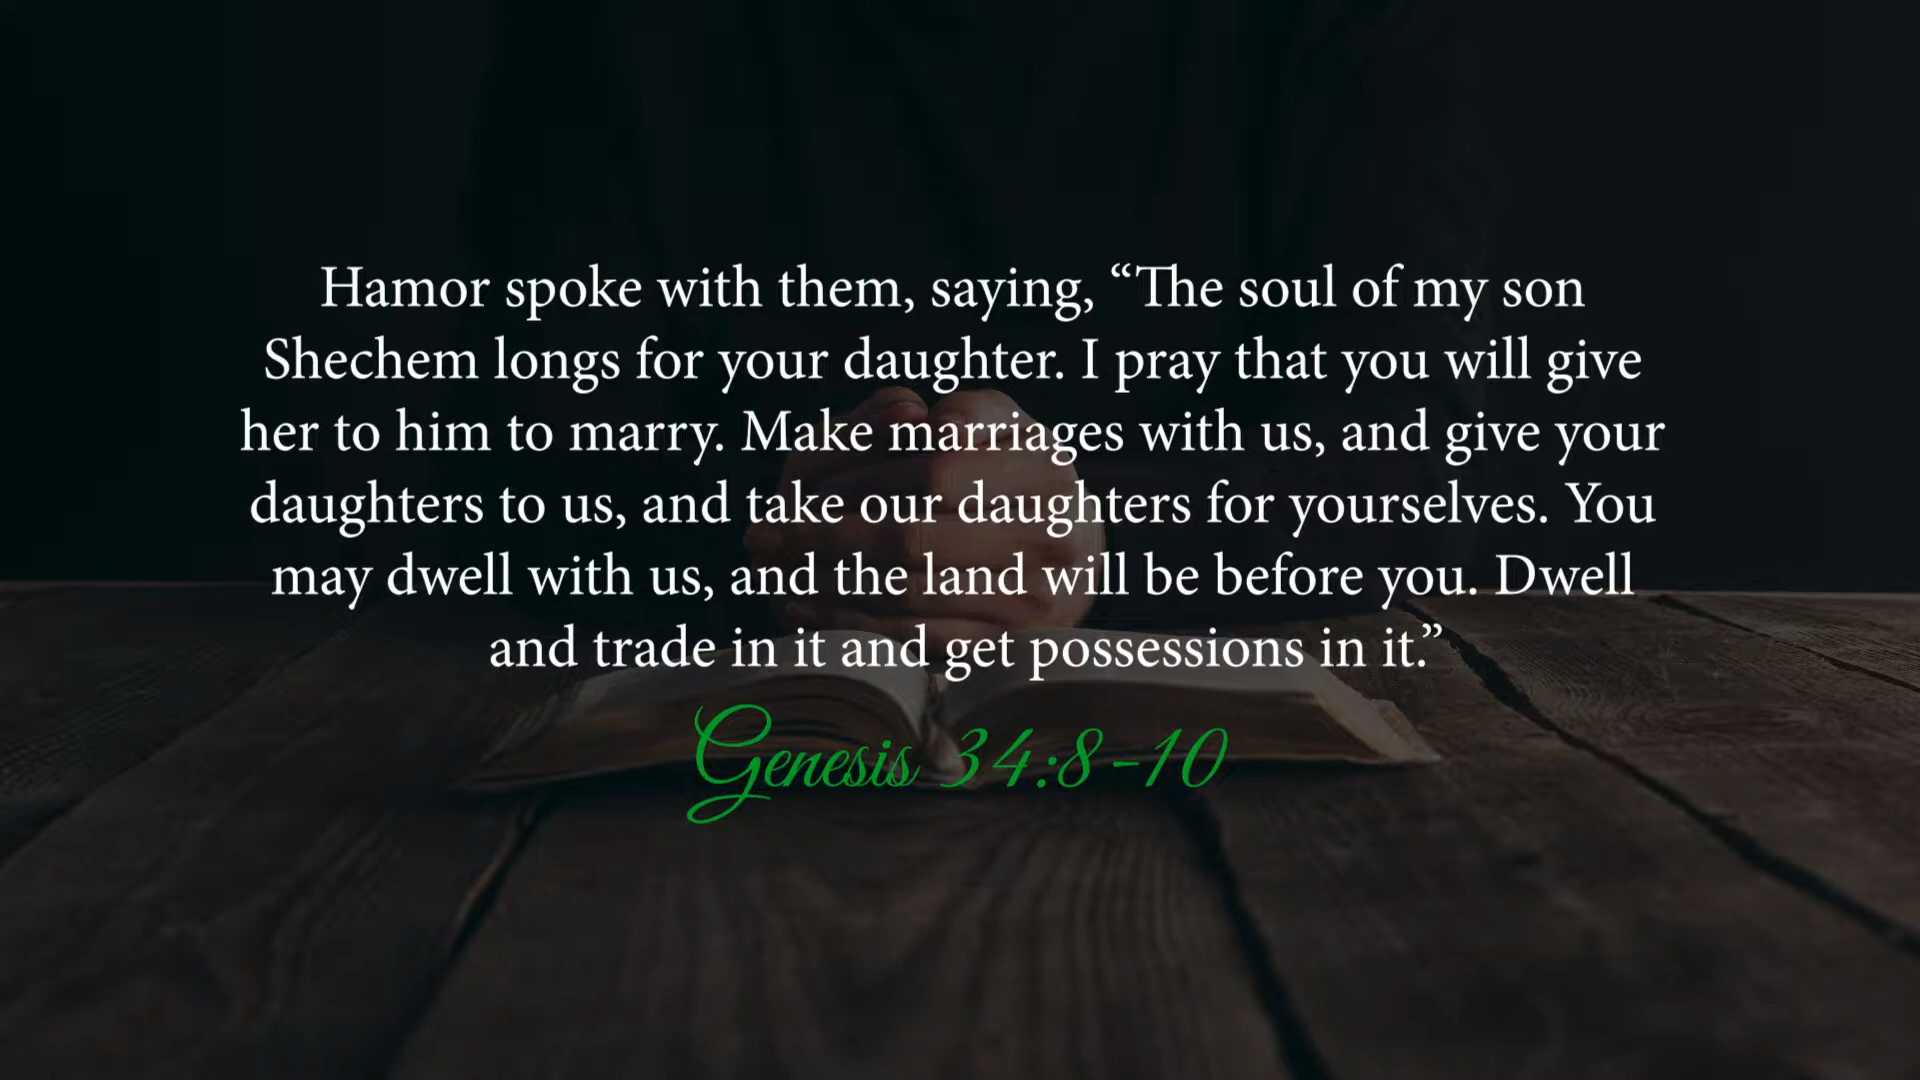 Hamor spoke with them, saying, “The soul of my son
Shechem longs for your daughter. I pray that you will give
her to him to marry. Make marriages with us, and give your
daughters to us, and take our daughters for yourselves. You
may dwell with us, and the land will be before you. Dwell
and trade in it and get possessions in it.”
Genesis 34:8-10